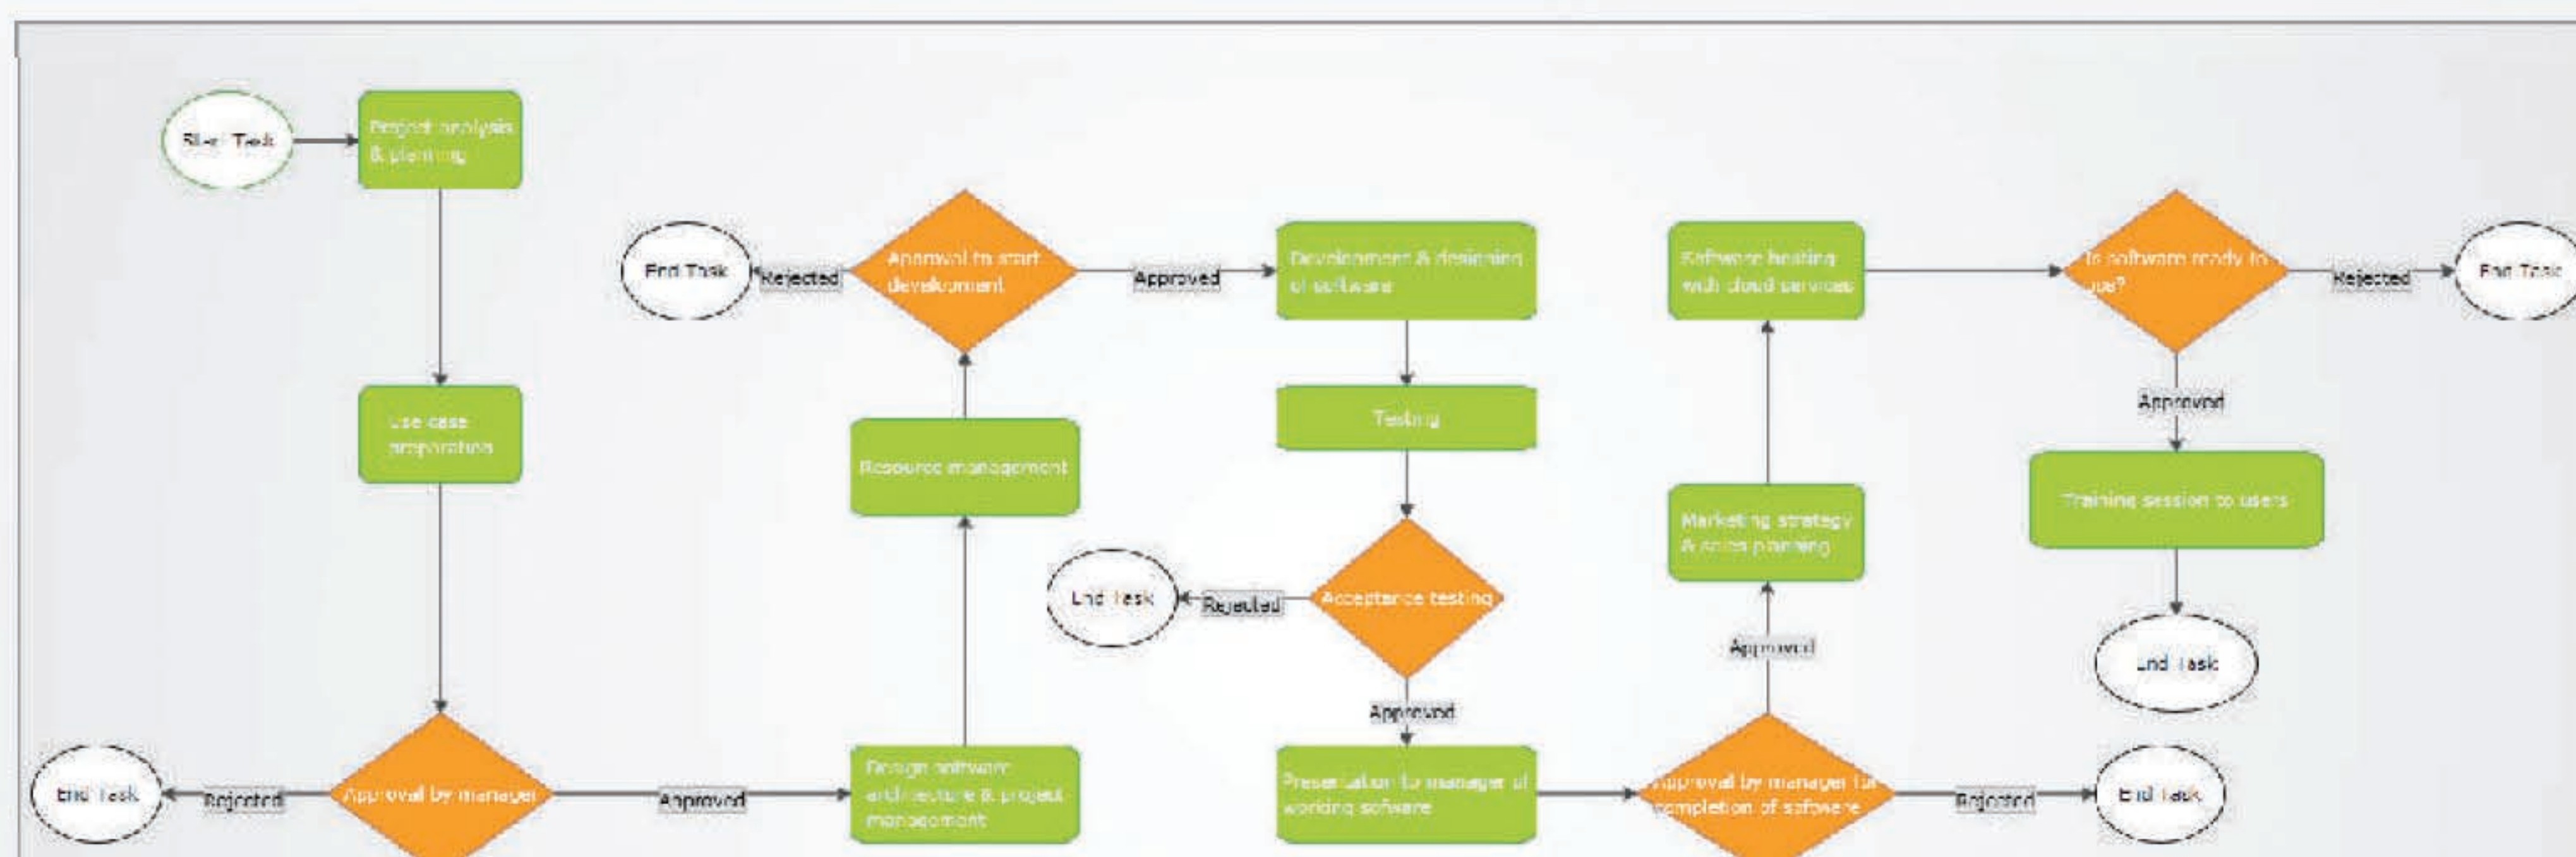 Start Task
Project analysis
& planning
Use case
preparation
Approval by manager
Rejected
End Task
Approved
Design software
architecture & project
management
Resource management
Approval to start
development
Rejected
End Task
Approved
Development & designing
of software
Testing
Acceptance testing
Rejected
End Task
Approved
Presentation to manager of
working software
Approval by manager for
completion of software
Rejected
End Task
Approved
Marketing strategy
& sales planning
Software hosting
with cloud services
Is software ready to
Rejected
End Task
Approved
Training session to users
End Task